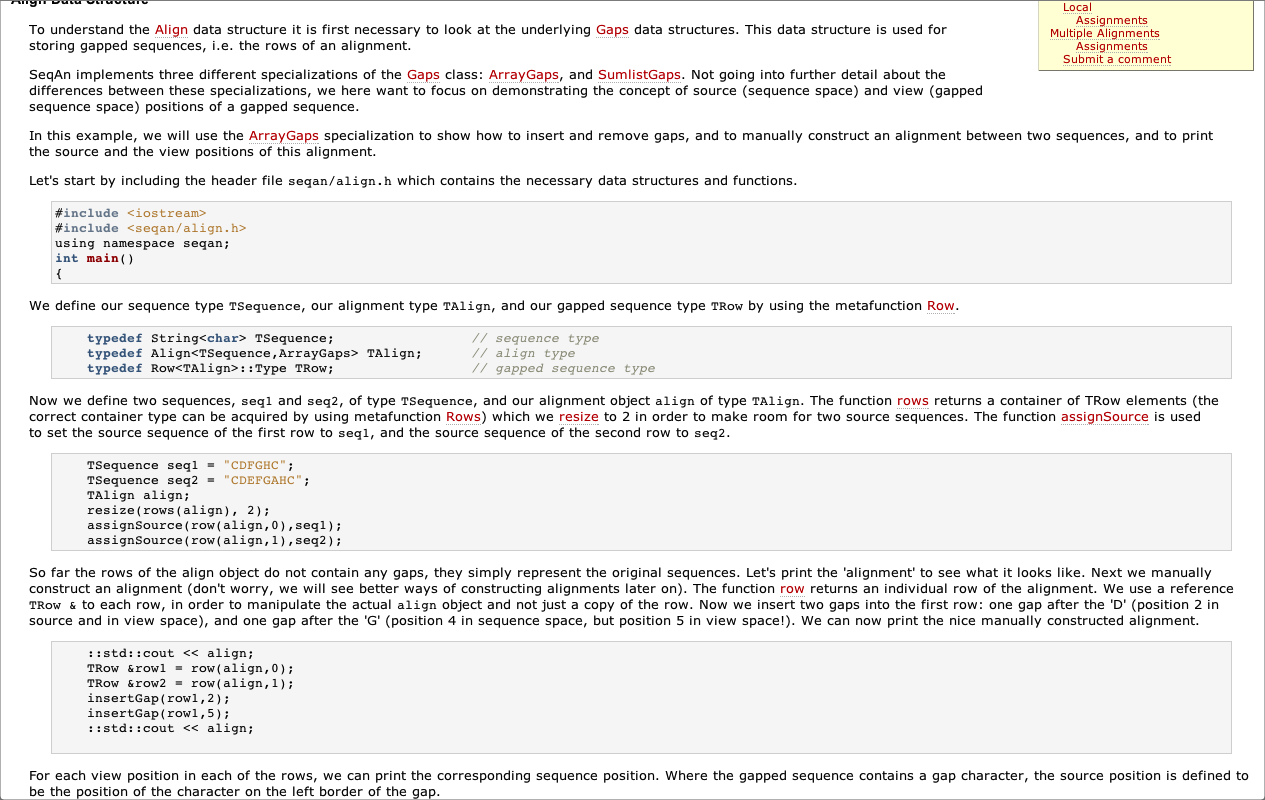 Align Data Structure
Local
Assignments
Multiple Alignments
Assignments
Submit a comment
To understand the Align data structure it is first necessary to look at the underlying Gaps data structures. This data structure is used for
storing gapped sequences, i.e. the rows of an alignment.
SeqAn implements three different specializations of the Gaps class: ArrayGaps, and SumlistGaps. Not going into further detail about the
differences between these specializations, we here want to focus on demonstrating the concept of source (sequence space) and view (gapped
sequence space) positions of a gapped sequence.
In this example, we will use the ArrayGaps specialization to show how to insert and remove gaps, and to manually construct an alignment between two sequences, and to print
the source and the view positions of this alignment.
Let's start by including the header file seqan/align.h which contains the necessary data structures and functions.
#include <iostream>
#include <seqan/align.h>
using namespace seqan;
int main()
{
We define our sequence type TSequence, our alignment type TAlign, and our gapped sequence type TRow by using the metafunction Row.
typedef String<char> TSequence; // sequence type
typedef Align<TSequence,ArrayGaps> TAlign; // align type
typedef Row<TAlign>::Type TRow; // gapped sequence type
Now we define two sequences, seq1 and seq2, of type TSequence, and our alignment object align of type TAlign. The function rows returns a container of TRow elements (the
correct container type can be acquired by using metafunction Rows) which we resize to 2 in order to make room for two source sequences. The function assignSource is used
to set the source sequence of the first row to seq1, and the source sequence of the second row to seq2.
TSequence seq1 = "CDFGHC";
TSequence seq2 = "CDEFGAHC";
TAlign align;
resize(rows(align), 2);
assignSource(row(align,0),seq1);
assignSource(row(align,1),seq2);
So far the rows of the align object do not contain any gaps, they simply represent the original sequences. Let's print the 'alignment' to see what it looks like. Next we manually
construct an alignment (don't worry, we will see better ways of constructing alignments later on). The function row returns an individual row of the alignment. We use a reference
TRow & to each row, in order to manipulate the actual align object and not just a copy of the row. Now we insert two gaps into the first row: one gap after the 'D' (position 2 in
source and in view space), and one gap after the 'G' (position 4 in sequence space, but position 5 in view space!). We can now print the nice manually constructed alignment.
::std::cout << align;
TRow &row1 = row(align,0);
TRow &row2 = row(align,1);
insertGap(row1,2);
insertGap(row1,5);
::std::cout << align;
For each view position in each of the rows, we can print the corresponding sequence position. Where the gapped sequence contains a gap character, the source position is defined to
be the position of the character on the left border of the gap.